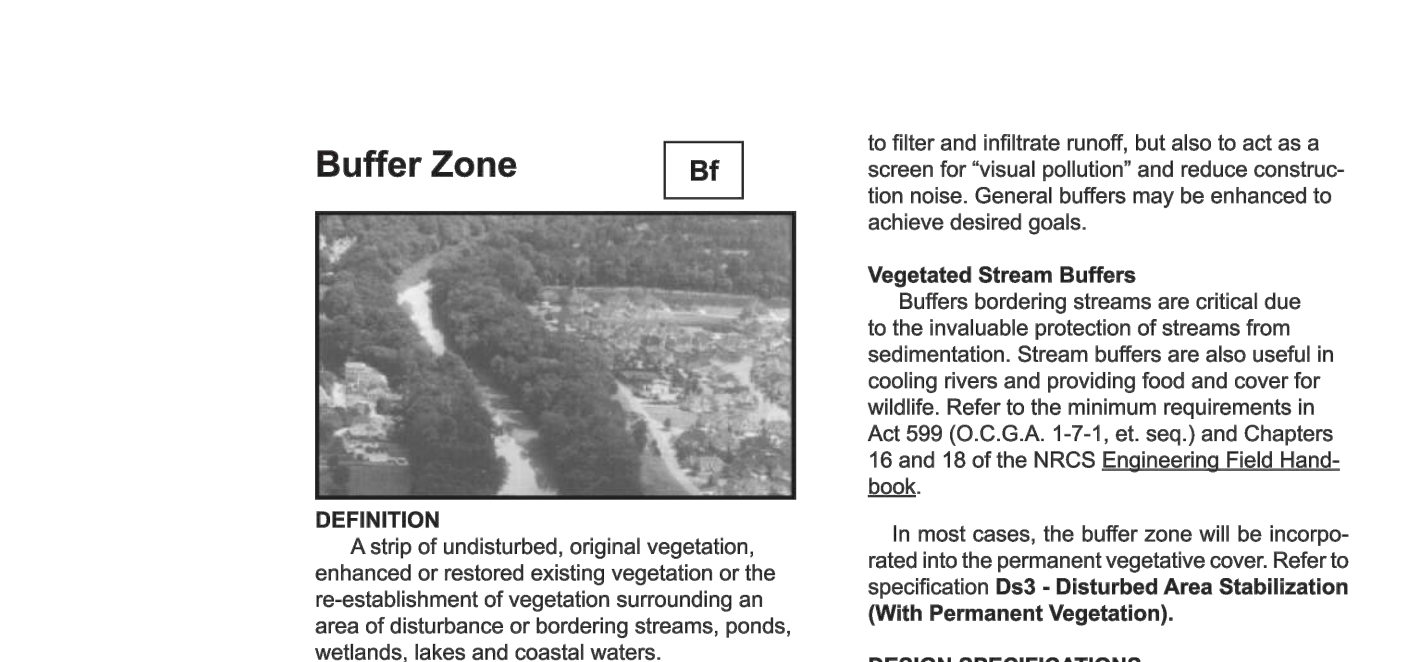 Buffer Zone
Bf
DEFINITION
A strip of undisturbed, original vegetation,
enhanced or restored existing vegetation or the
re-establishment of vegetation surrounding an
area of disturbance or bordering streams, ponds,
wetlands, lakes and coastal waters.
to filter and infiltrate runoff, but also to act as a
screen for “visual pollution” and reduce construc-
tion noise. General buffers may be enhanced to
achieve desired goals.
Vegetated Stream Buffers
Buffers bordering streams are critical due
to the invaluable protection of streams from
sedimentation. Stream buffers are also useful in
cooling rivers and providing food and cover for
wildlife. Refer to the minimum requirements in
Act 599 (O.C.G.A. 1-7-1, et. seq.) and Chapters
16 and 18 of the NRCS Engineering Field Hand-
book.
In most cases, the buffer zone will be incorpo-
rated into the permanent vegetative cover. Refer to
specification Ds3 - Disturbed Area Stabilization
(With Permanent Vegetation).
DESIGN SPECIFICATIONS